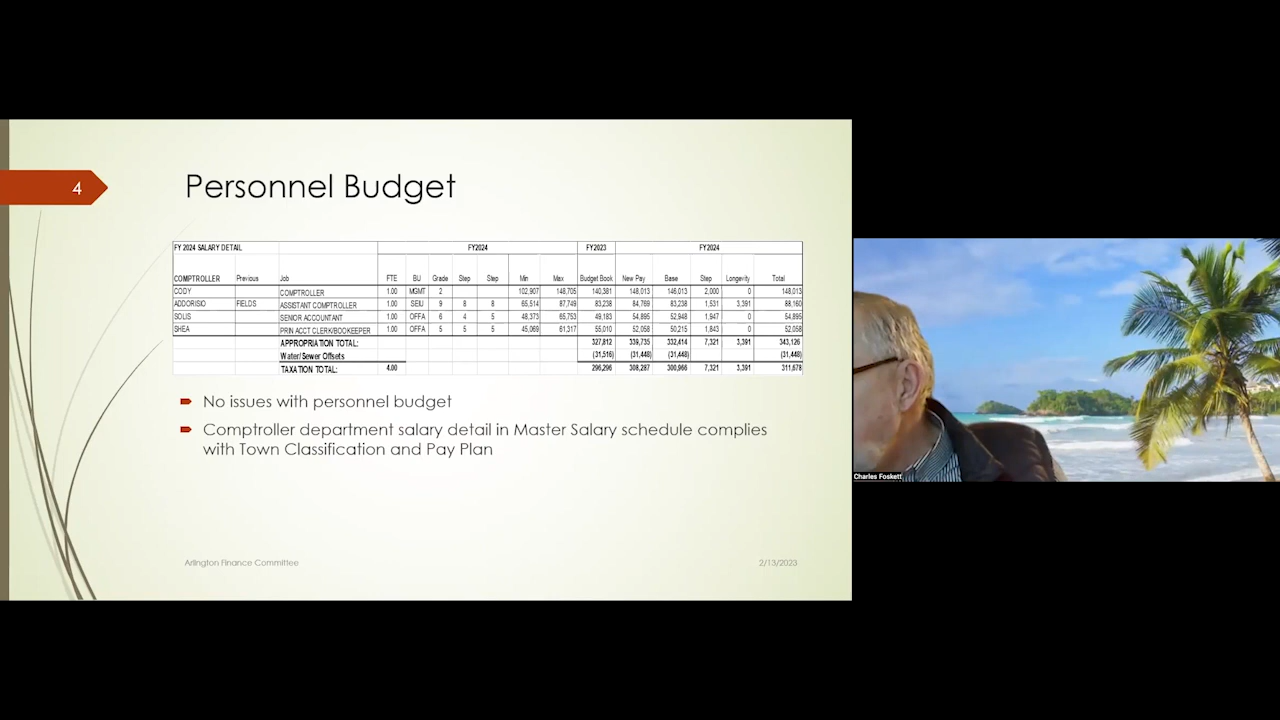 4
Personnel Budget
FY 2024 SALARY DETAIL FY2024 FY2023 FY2024
COMPTROLLER Previous Job FTE BU Grade Step Step Min Max Budget Book New Pay Base Step Longevity Total
CODY COMPTROLLER 1.00 MGMT 2 102,907 148,705 140,381 148,013 146,013 2,000 0 148,013
ADDORISIO FIELDS ASSISTANT COMPTROLLER 1.00 SEIU 9 8 8 65,514 87,749 83,238 84,769 83,238 1,531 3,391 88,160
SOLIS SENIOR ACCOUNTANT 1.00 OFFA 6 4 5 48,373 65,753 49,183 54,895 52,948 1,947 0 54,895
SHEA PRIN ACCT CLERK/BOOKEEPER 1.00 OFFA 5 5 5 45,069 61,317 55,010 52,058 50,215 1,843 0 52,058
APPROPRIATION TOTAL: 327,812 339,735 332,414 7,321 3,391 343,126
Water/Sewer Offsets (31,516) (31,448) (31,448) (31,448)
TAXATION TOTAL: 4.00 296,296 308,287 300,966 7,321 3,391 311,678
No issues with personnel budget
Comptroller department salary detail in Master Salary schedule complies
with Town Classification and Pay Plan
Arlington Finance Committee 2/13/2023
Charles Foskett